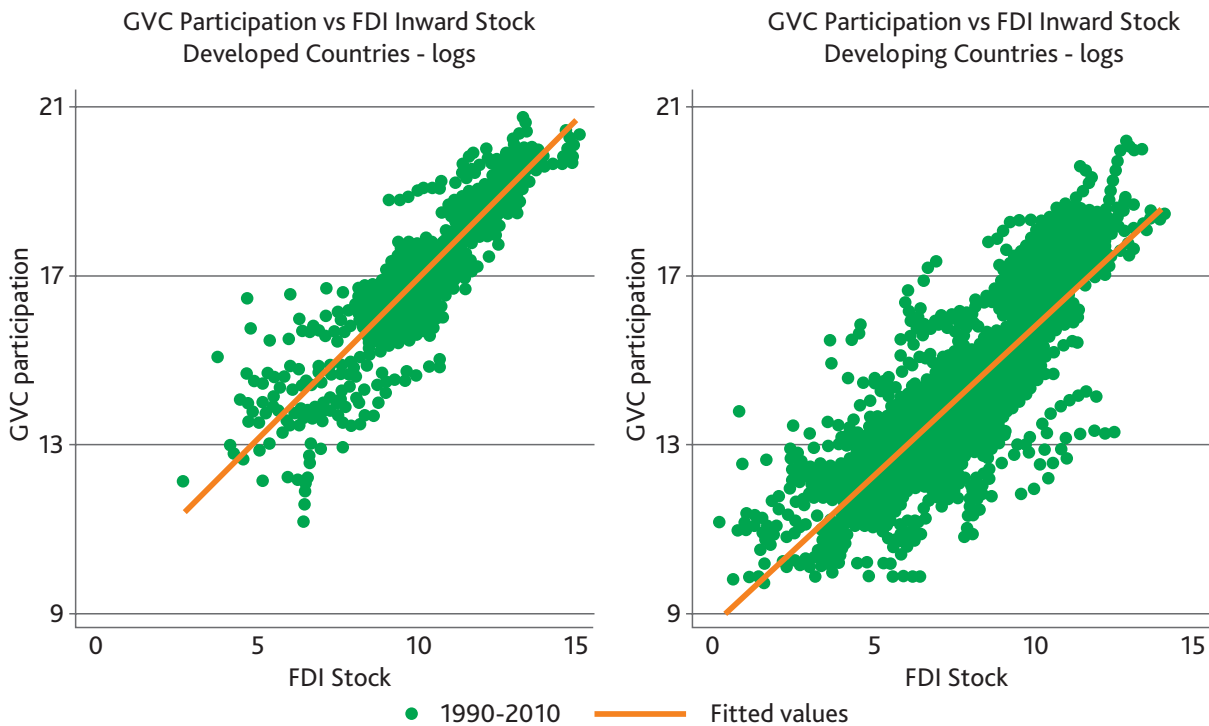 GVC Participation vs FDI Inward Stock
Developed Countries - logs
21
17
13
9
GVC participation
0 5 10 15
FDI Stock
GVC Participation vs FDI Inward Stock
Developing Countries - logs
21
17
13
9
GVC participation
0 5 10 15
FDI Stock
1990-2010 Fitted values